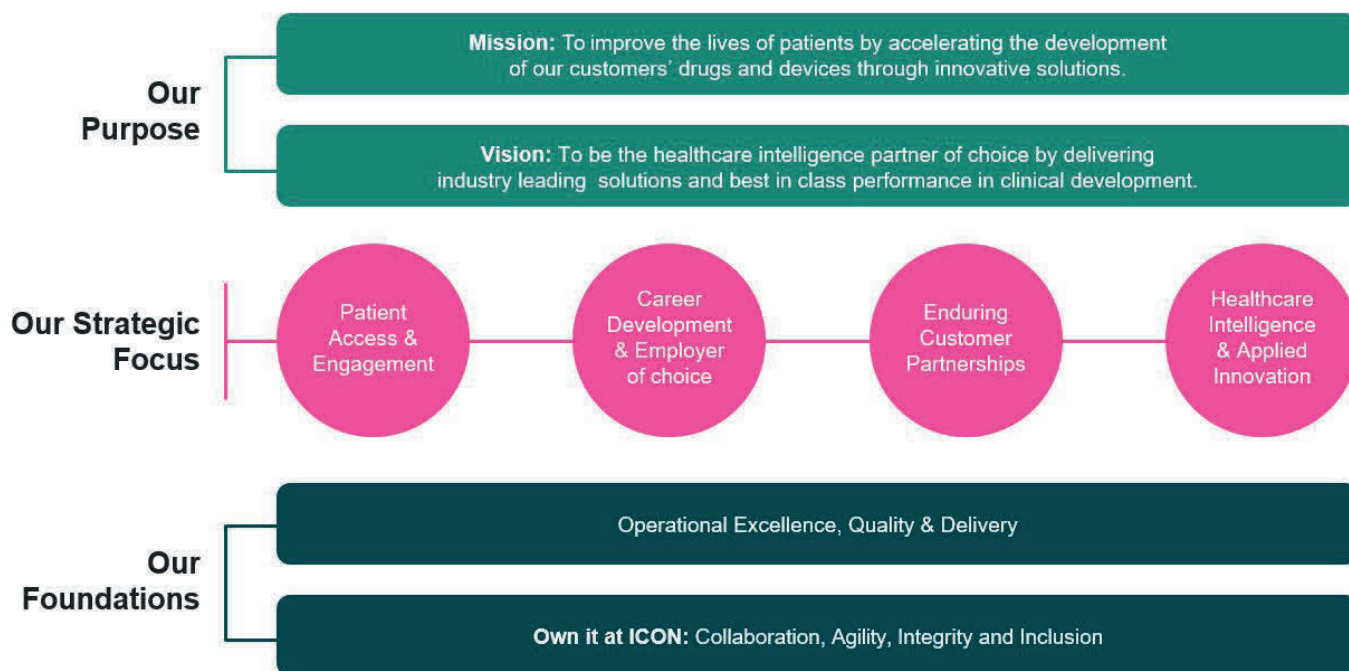 Our
Purpose
Mission: To improve the lives of patients by accelerating the development
of our customers’ drugs and devices through innovative solutions.
Vision: To be the healthcare intelligence partner of choice by delivering
industry leading solutions and best in class performance in clinical development.
Our Strategic
Focus
Patient
Access &
Engagement
Career
Development
& Employer
of choice
Enduring
Customer
Partnerships
Healthcare
Intelligence
& Applied
Innovation
Our
Foundations
Operational Excellence, Quality & Delivery
Own it at ICON: Collaboration, Agility, Integrity and Inclusion